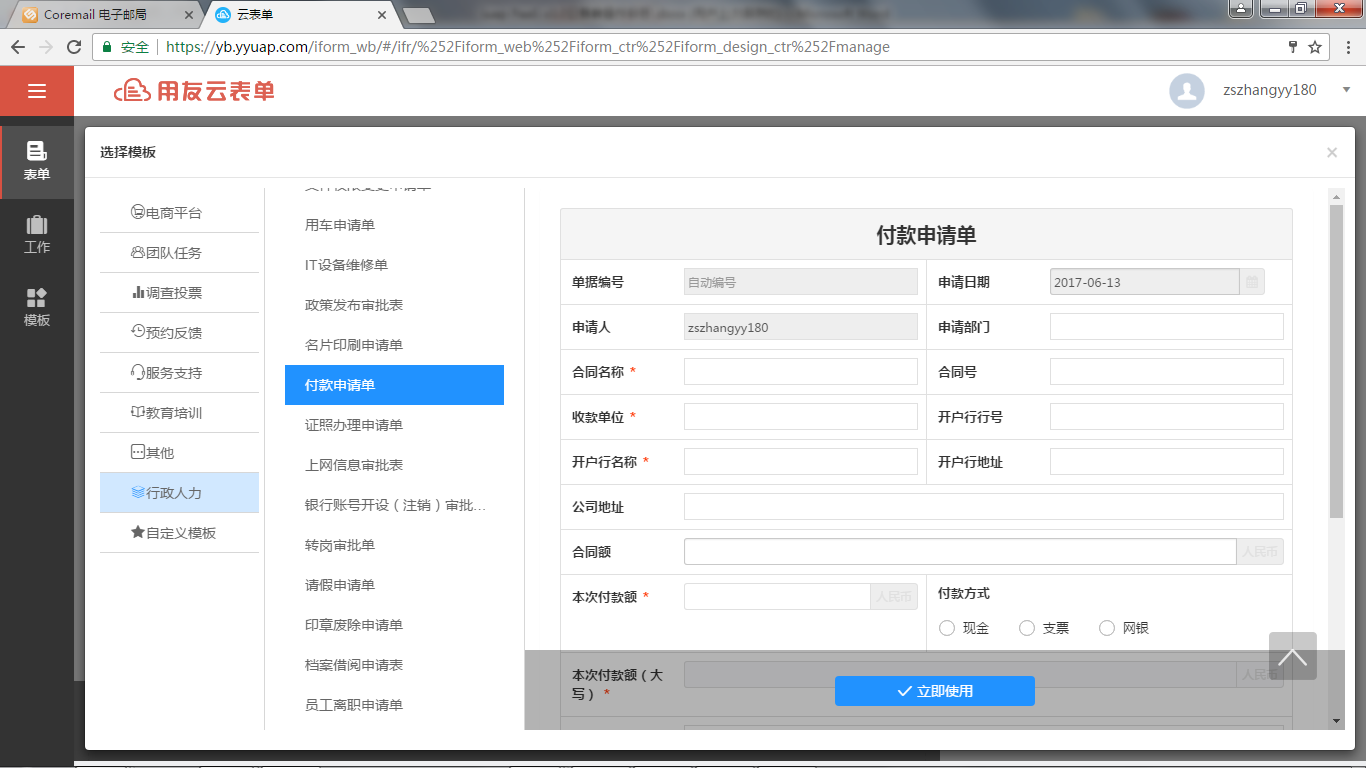 Coremail 电子邮局
云表单
安全
https://yb.yyuap.com/iform_wb/#/ifr/%252Fiform_web%252Fiform_ctr%252Fiform_design_ctr%252Fmanage
用友云表单
zszhangyy180
表单
工作
模板
选择模板
电商平台
团队任务
调查投票
预约反馈
服务支持
教育培训
其他
行政人力
自定义模板
用车申请单
IT设备维修单
政策发布审批表
名片印刷申请单
付款申请单
证照办理申请单
上网信息审批表
银行账号开设（注销）审批...
转岗审批单
请假申请单
印章废除申请单
档案借阅申请表
员工离职申请单
付款申请单
单据编号 自动编号 申请日期 2017-06-13
申请人 zszhangyy180 申请部门
合同名称 * 合同号
收款单位 * 开户行行号
开户行名称 * 开户行地址
公司地址
合同额 人民币
本次付款额 * 人民币 付款方式
现金 支票 网银
本次付款额（大
写） *
立即使用